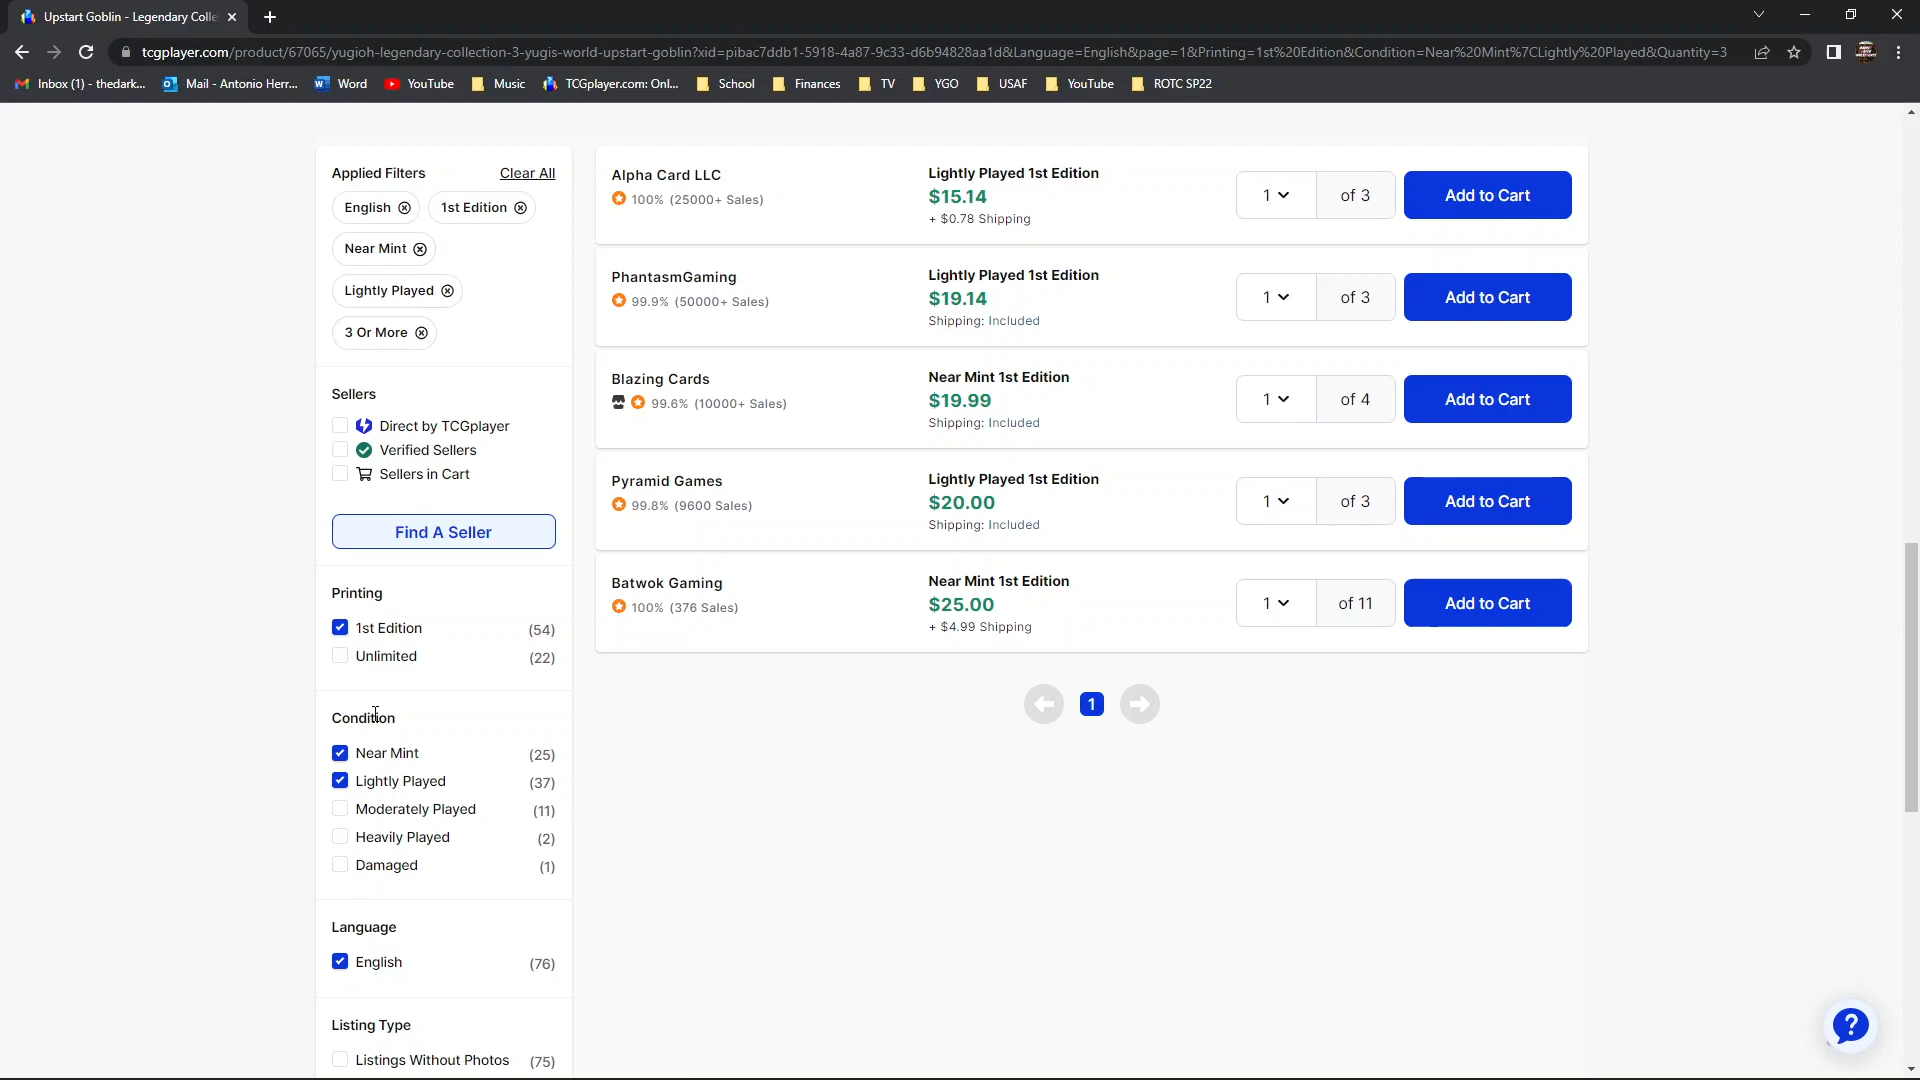 Upstart Goblin - Legendary Colle
tcgplayer.com/product/67065/yugioh-legendary-collection-3-yugis-world-upstart-goblin?xid=pibac7ddb1-5918-4a87-9c33-d6b94828aa1d&Language=English&page=1&Printing=1st%20Edition&Condition=Near%20Mint%7CLightly%20Played&Quantity=3
Inbox (1) - thedark... Mail - Antonio Herr... Word YouTube Music TCGplayer.com: Onl... School Finances TV YGO USAF YouTube ROTC SP22
Applied Filters Clear All
English 1st Edition
Near Mint
Lightly Played
3 Or More
Sellers
Direct by TCGplayer
Verified Sellers
Sellers in Cart
Find A Seller
Printing
1st Edition (54)
Unlimited (22)
Condition
Near Mint (25)
Lightly Played (37)
Moderately Played (11)
Heavily Played (2)
Damaged (1)
Language
English (76)
Listing Type
Listings Without Photos (75)
Alpha Card LLC
100% (25000+ Sales)
Lightly Played 1st Edition
$15.14
+ $0.78 Shipping
1 of 3 Add to Cart
PhantasmGaming
99.9% (50000+ Sales)
Lightly Played 1st Edition
$19.14
Shipping: Included
1 of 3 Add to Cart
Blazing Cards
99.6% (10000+ Sales)
Near Mint 1st Edition
$19.99
Shipping: Included
1 of 4 Add to Cart
Pyramid Games
99.8% (9600 Sales)
Lightly Played 1st Edition
$20.00
Shipping: Included
1 of 3 Add to Cart
Batwok Gaming
100% (376 Sales)
Near Mint 1st Edition
$25.00
+ $4.99 Shipping
1 of 11 Add to Cart
1
?